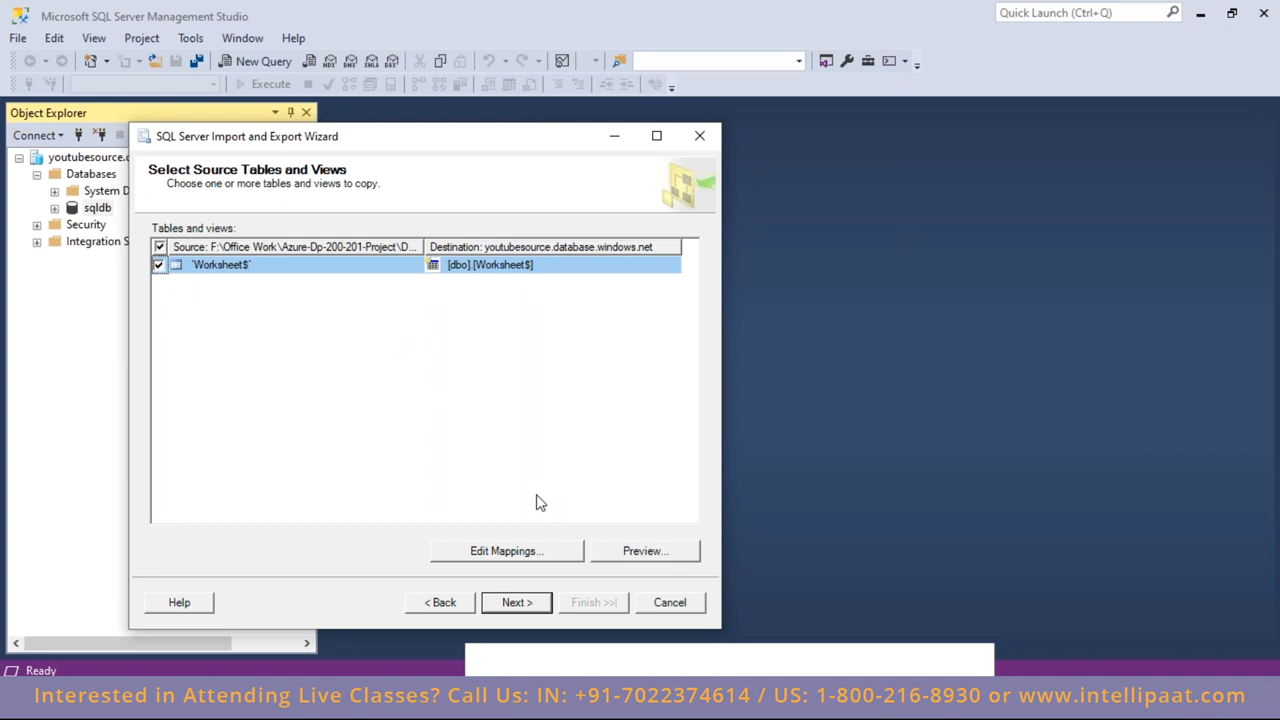 Microsoft SQL Server Management Studio
Quick Launch (Ctrl+Q)
File Edit View Project Tools Window Help
New Query
Execute
Object Explorer
Connect
youtubesource.
Databases
System D
sqldb
Security
Integration S
SQL Server Import and Export Wizard
Select Source Tables and Views
Choose one or more tables and views to copy.
Tables and views:
Source: F:\Office Work\Azure-Dp-200-201-Project\D... Destination: youtubesource.database.windows.net
'Worksheet$' [dbo].[Worksheet$]
Edit Mappings... Preview...
Help < Back Next > Finish >>| Cancel
Ready
Interested in Attending Live Classes? Call Us: IN: +91-7022374614 / US: 1-800-216-8930 or www.intellipaat.com